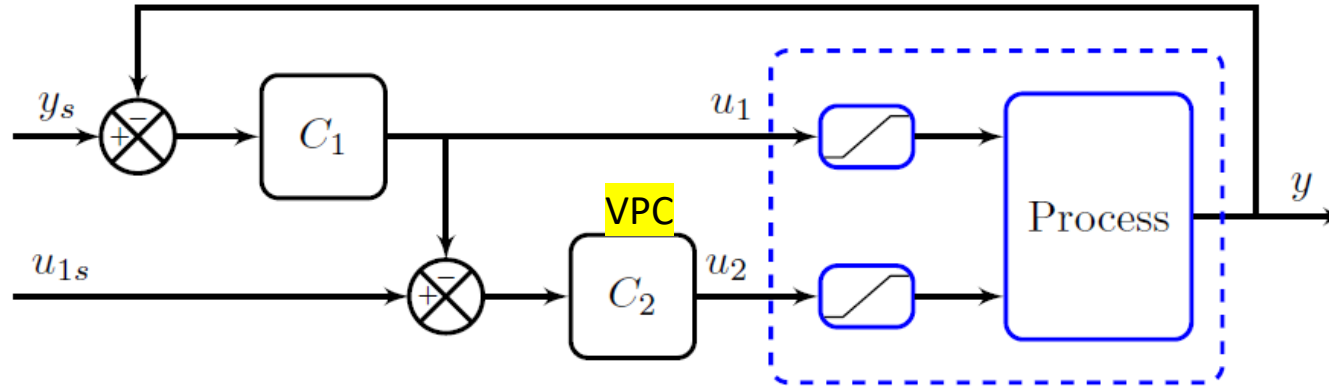 y_s
−
+
C_1
u_1
VPC
u_{1s}
−
+
C_2
u_2
Process
y